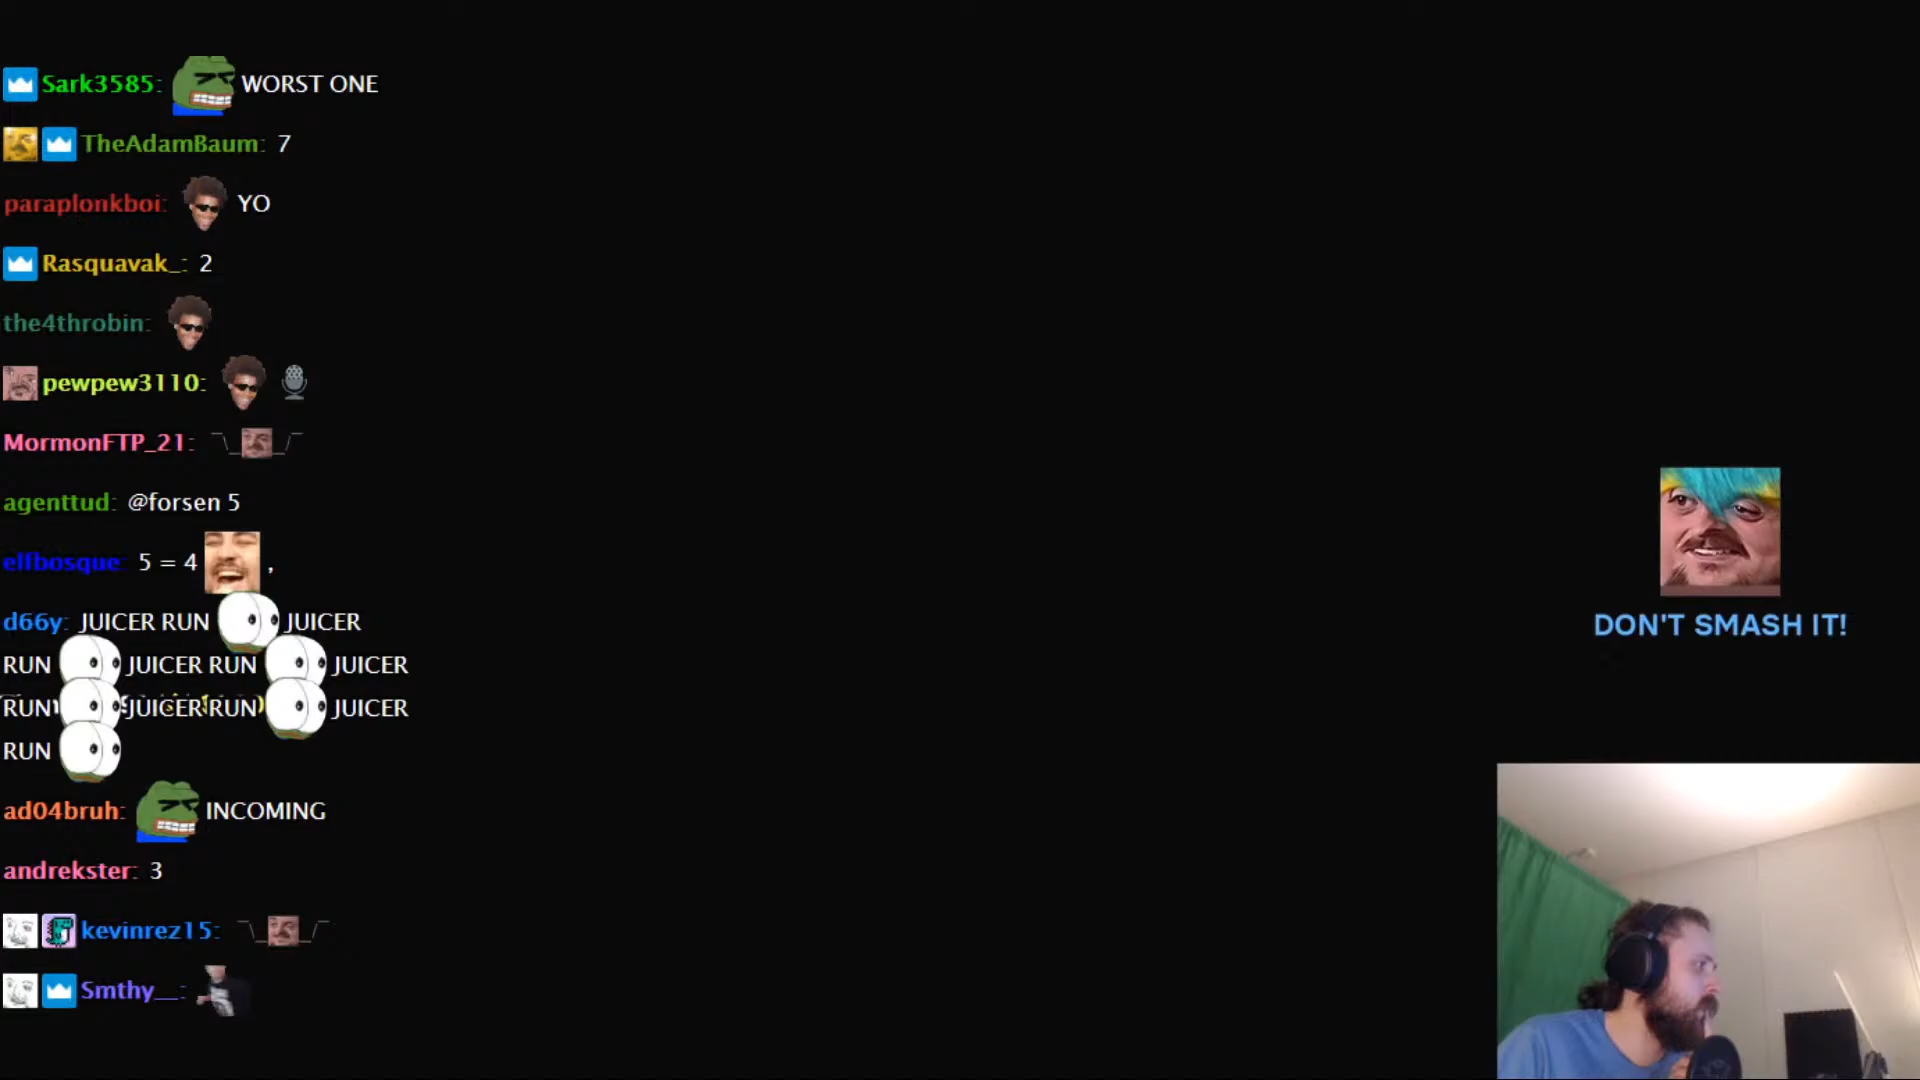 Sark3585: WORST ONE
TheAdamBaum: 7
paraplonkboi: YO
Rasquavak_: 2
the4throbin:
pewpew3110:
MormonFTP_21: ¯\_ _/¯
agenttud: @forsen 5
elfbosque: 5 = 4 ,
d66y: JUICER RUN JUICER
RUN JUICER RUN JUICER
RUN JUICER RUN JUICER
RUN
ad04bruh: INCOMING
andrekster: 3
kevinrez15: ¯\_ _/¯
Smthy__:
DON'T SMASH IT!